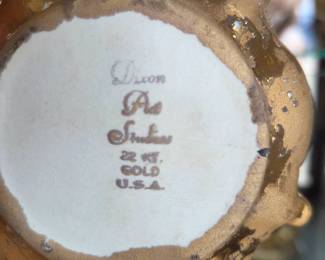 Dixon
Art
Studios
22 KT.
GOLD
U.S.A.